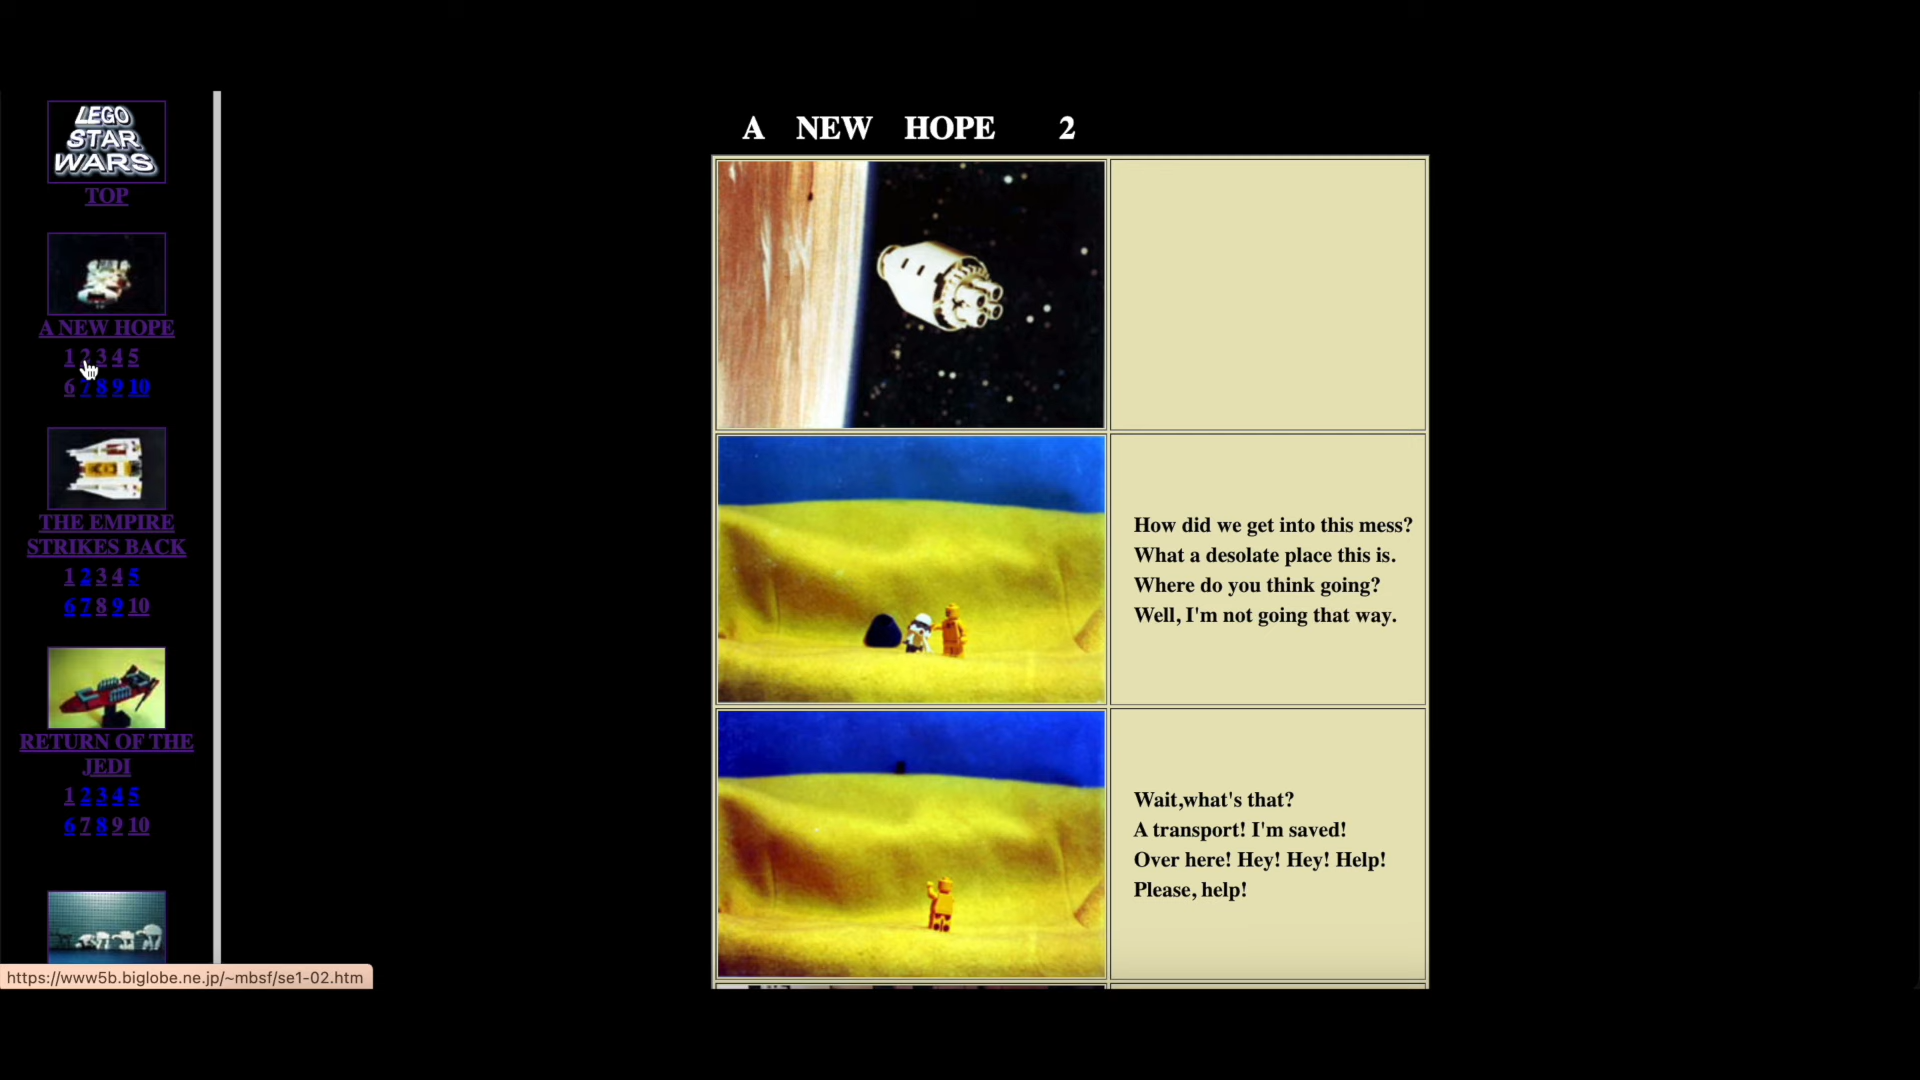 LEGO
STAR
WARS
TOP
A NEW HOPE
1 2 3 4 5
6 7 8 9 10
THE EMPIRE
STRIKES BACK
1 2 3 4 5
6 7 8 9 10
RETURN OF THE
JEDI
1 2 3 4 5
6 7 8 9 10
https://www5b.biglobe.ne.jp/~mbsf/se1-02.htm
A NEW HOPE 2
How did we get into this mess?
What a desolate place this is.
Where do you think going?
Well, I'm not going that way.
Wait,what's that?
A transport! I'm saved!
Over here! Hey! Hey! Help!
Please, help!